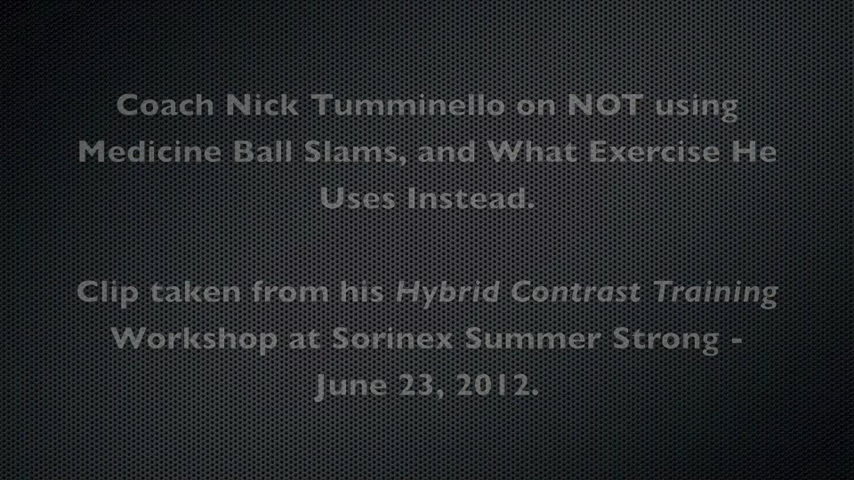 Coach Nick Tumminello on NOT using
Medicine Ball Slams, and What Exercise He
Uses Instead.
Clip taken from his Hybrid Contrast Training
Workshop at Sorinex Summer Strong -
June 23, 2012.